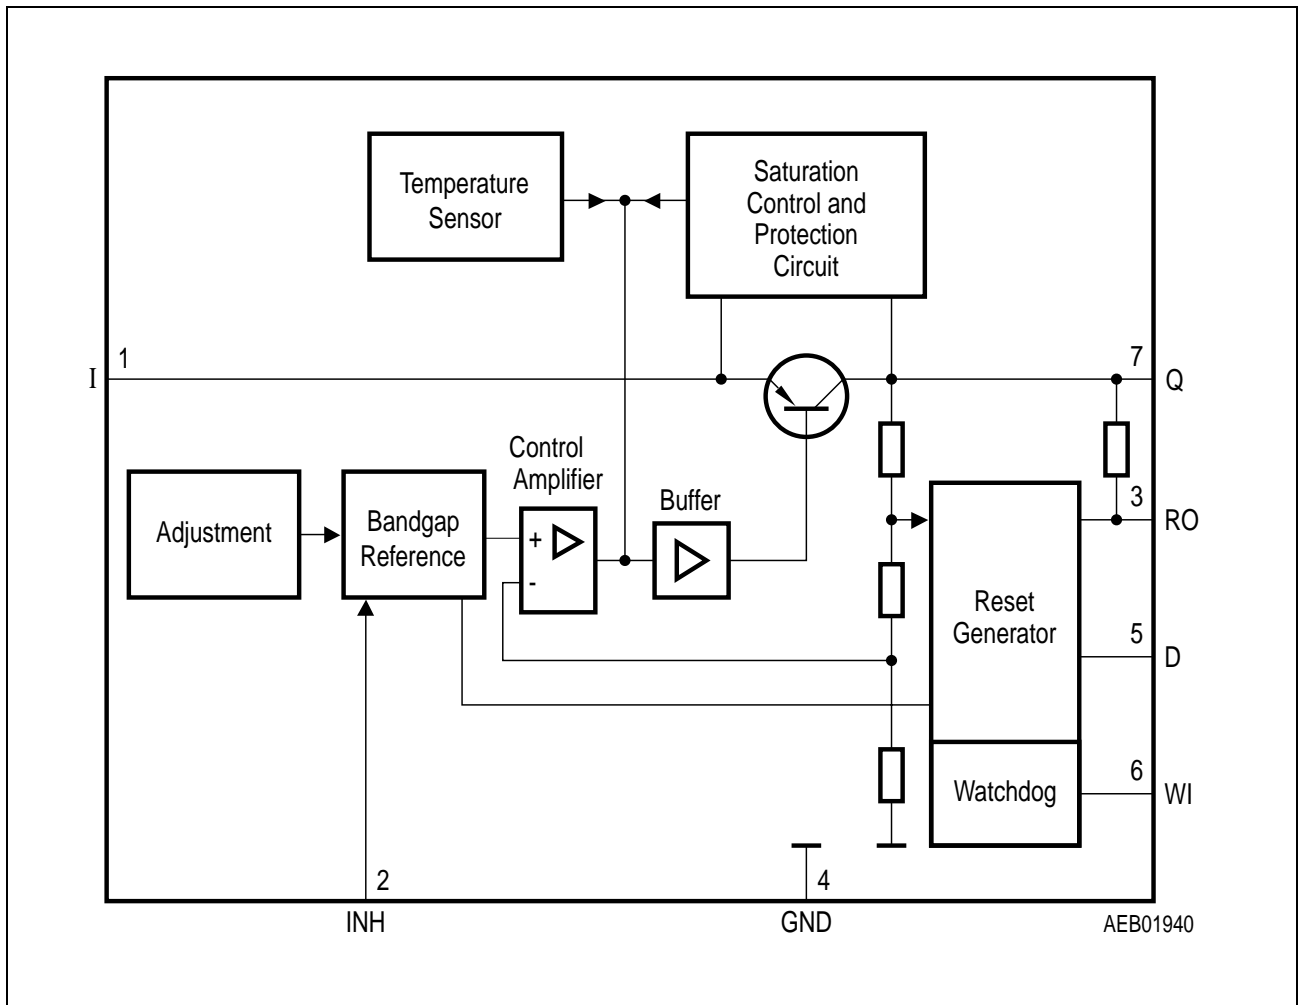 Temperature
Sensor
Saturation
Control and
Protection
Circuit
I
1
7
Q
Control
Amplifier
Buffer
Adjustment
Bandgap
Reference
+
-
3
RO
Reset
Generator
5
D
Watchdog
6
WI
2
INH
4
GND
AEB01940